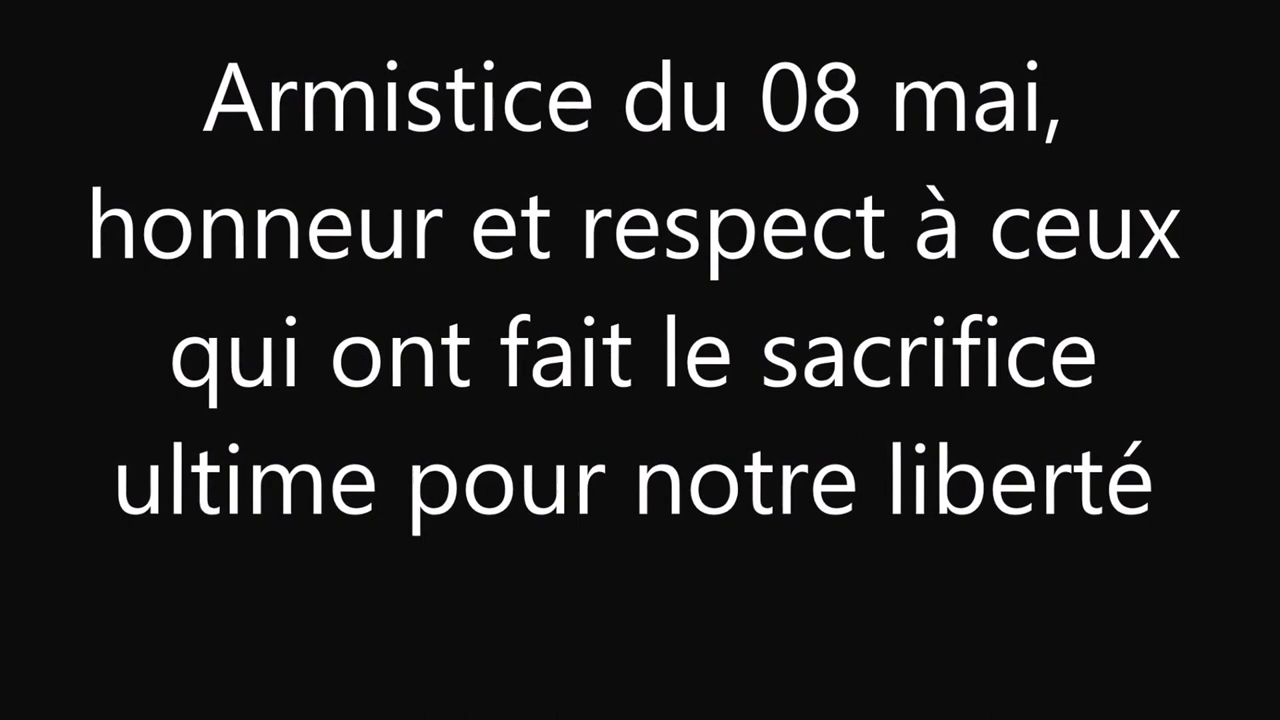 Armistice du 08 mai,
honneur et respect à ceux
qui ont fait le sacrifice
ultime pour notre liberté